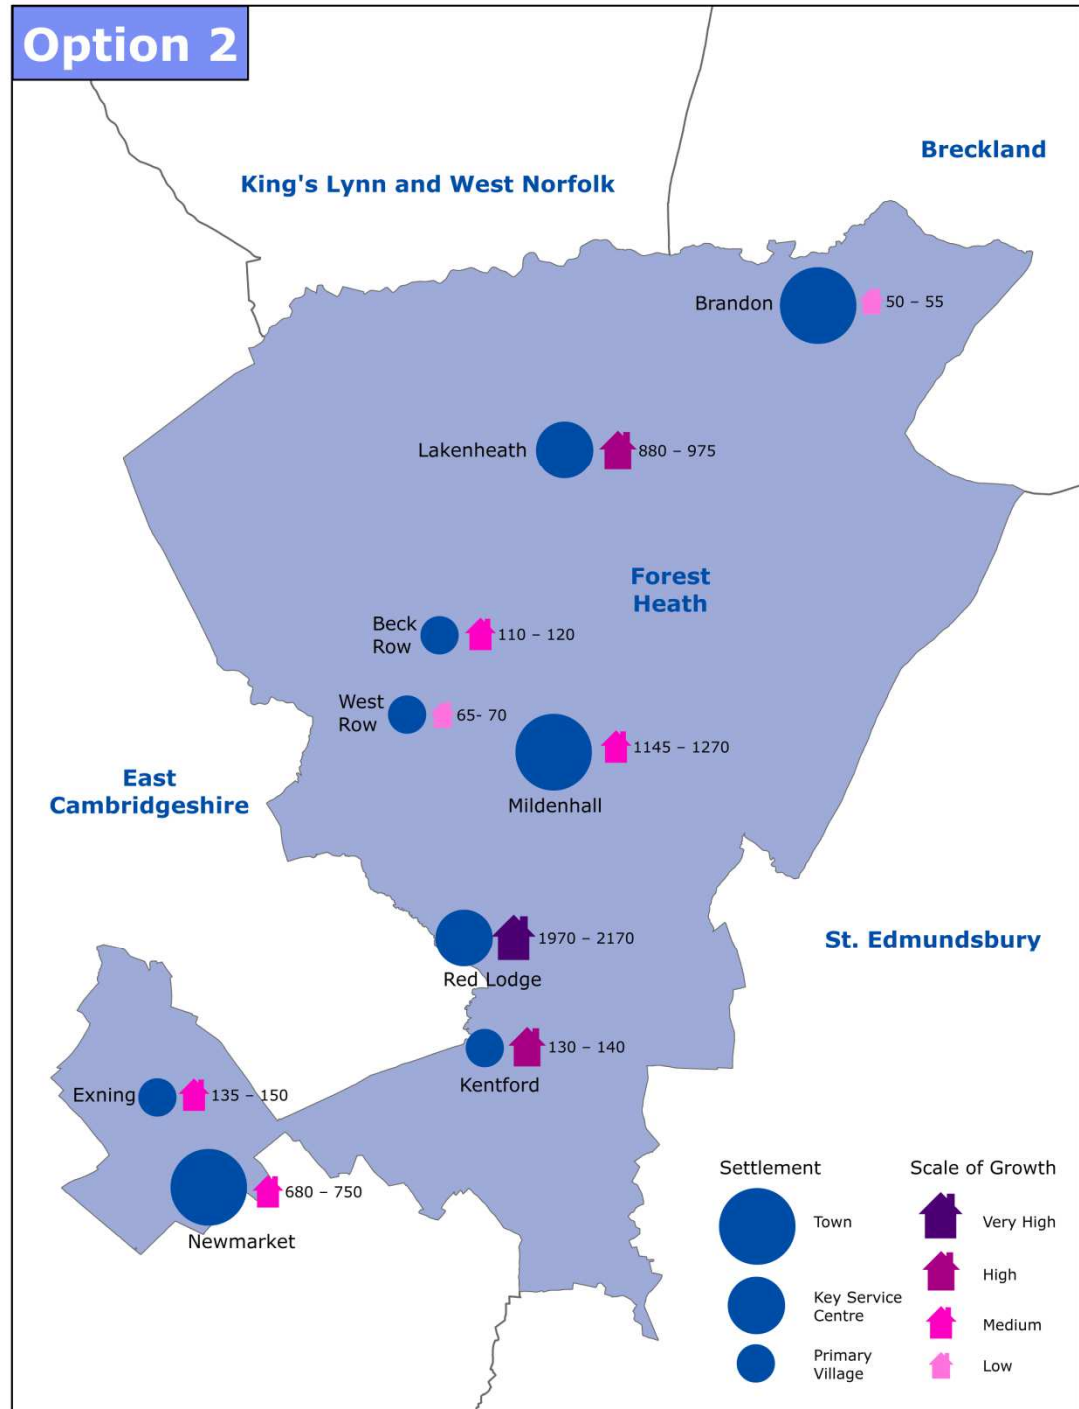 Option 2
Breckland
King's Lynn and West Norfolk
Brandon
50 – 55
Lakenheath
880 – 975
Forest
Heath
Beck
Row
110 – 120
West
Row
65- 70
1145 – 1270
Mildenhall
East
Cambridgeshire
1970 – 2170
Red Lodge
St. Edmundsbury
130 – 140
Kentford
Exning
135 – 150
680 – 750
Newmarket
Settlement
Town
Key Service
Centre
Primary
Village
Scale of Growth
Very High
High
Medium
Low